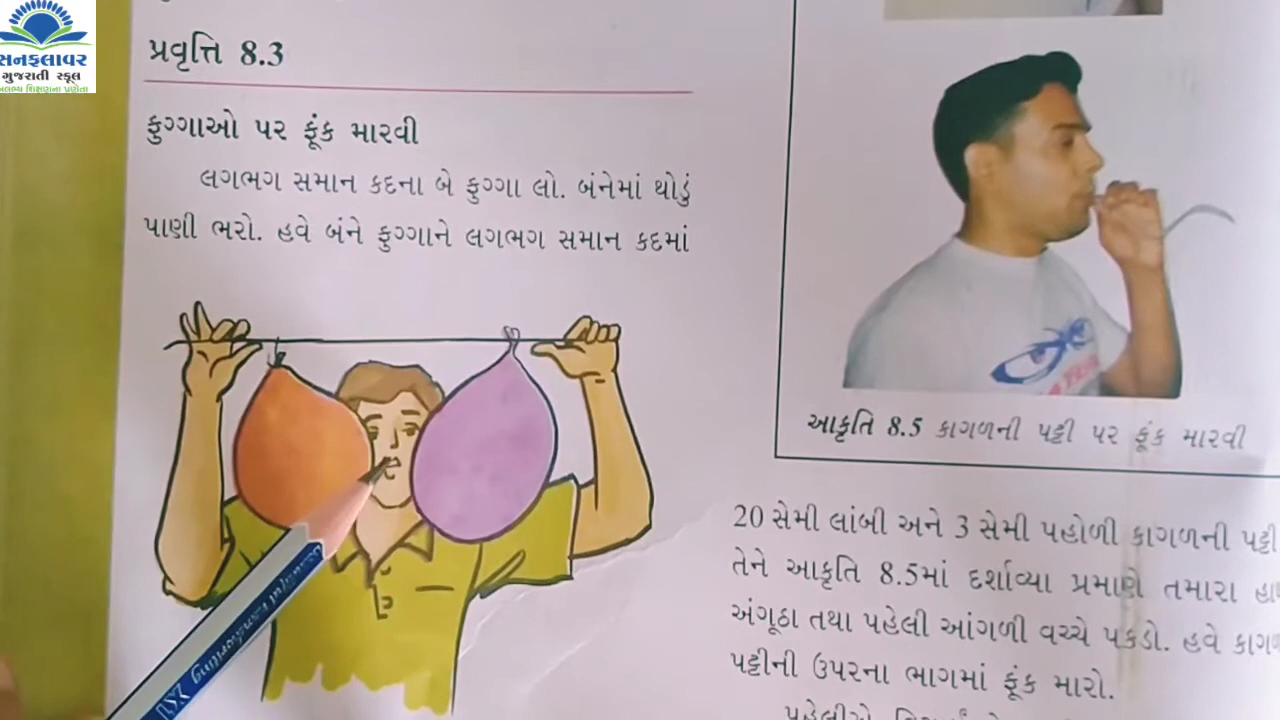 સનફલાવર
ગુજરાતી સ્કૂલ
પ્રવૃત્તિ 8.3
ફુગ્ગાઓ પર ફૂંક મારવી
લગભગ સમાન કદના બે ફુગ્ગા લો. બંનેમાં થોડું
પાણી ભરો. હવે બંને ફુગ્ગાને લગભગ સમાન કદમાં
આકૃતિ 8.5 કાગળની પટ્ટી પર ફૂંક મારવી
20 સેમી લાંબી અને 3 સેમી પહોળી કાગળની પટ્ટી
તેને આકૃતિ 8.5માં દર્શાવ્યા પ્રમાણે તમારા
અંગૂઠા તથા પહેલી આંગળી વચ્ચે પકડો. હવે
પટ્ટીની ઉપરના ભાગમાં ફૂંક મારો.